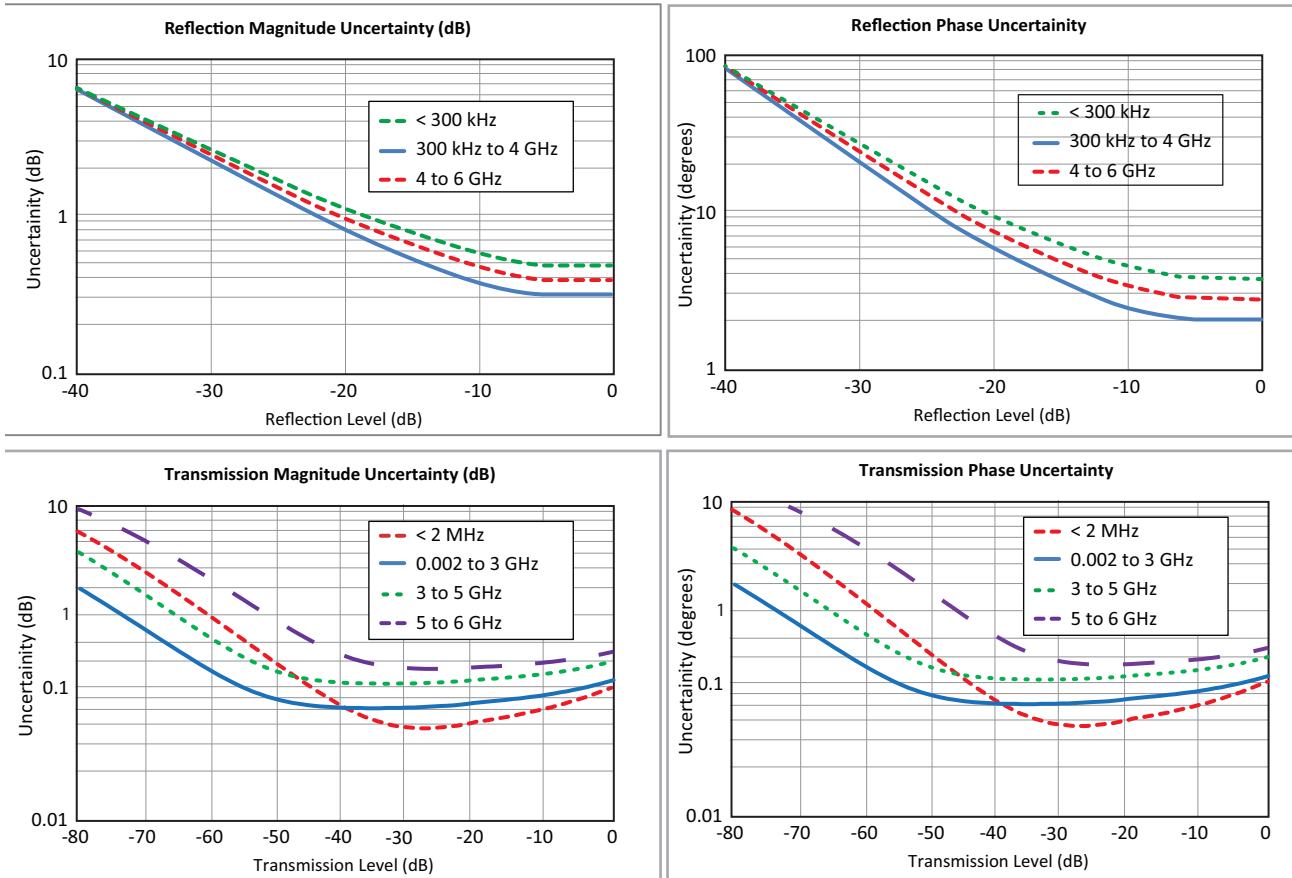 Reflection Magnitude Uncertainty (dB)
10
1
0.1
Uncertainity (dB)
< 300 kHz
300 kHz to 4 GHz
4 to 6 GHz
-40 -30 -20 -10 0
Reflection Level (dB)
Reflection Phase Uncertainity
100
10
1
Uncertainity (degrees)
< 300 kHz
300 kHz to 4 GHz
4 to 6 GHz
-40 -30 -20 -10 0
Reflection Level (dB)
Transmission Magnitude Uncertainty (dB)
10
1
0.1
0.01
Uncertainity (dB)
< 2 MHz
0.002 to 3 GHz
3 to 5 GHz
5 to 6 GHz
-80 -70 -60 -50 -40 -30 -20 -10 0
Transmission Level (dB)
Transmission Phase Uncertainty
10
1
0.1
0.01
Uncertainity (degrees)
< 2 MHz
0.002 to 3 GHz
3 to 5 GHz
5 to 6 GHz
-80 -70 -60 -50 -40 -30 -20 -10 0
Transmission Level (dB)